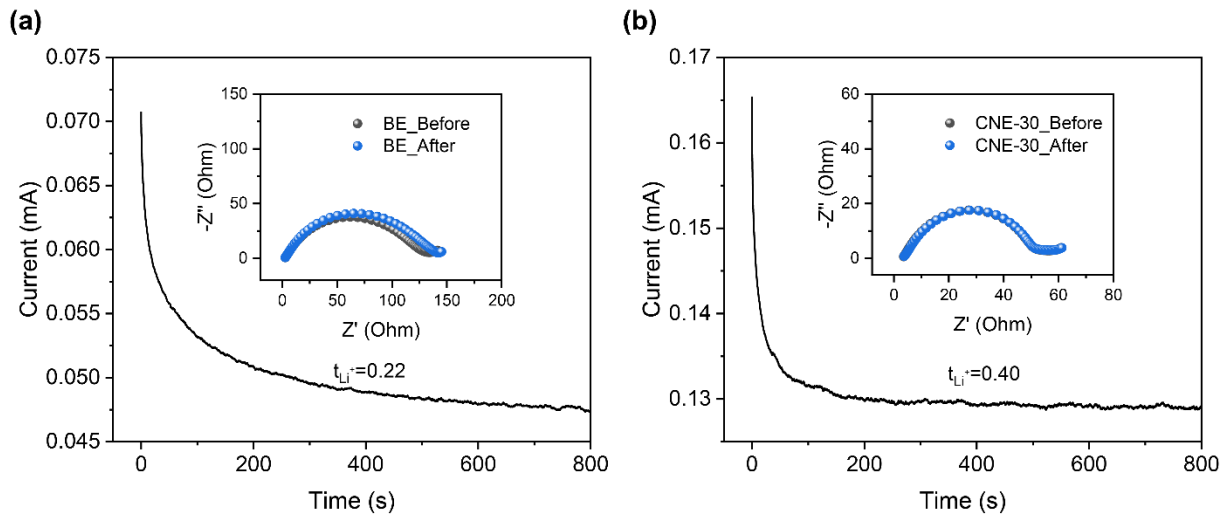 (a)
0.075
0.070
0.065
0.060
0.055
0.050
0.045
Current (mA)
0
200
400
600
800
Time (s)
150
100
50
0
-Z'' (Ohm)
0
50
100
150
200
Z' (Ohm)
BE_Before
BE_After
t_Li⁺=0.22
(b)
0.17
0.16
0.15
0.14
0.13
Current (mA)
0
200
400
600
800
Time (s)
60
40
20
0
-Z'' (Ohm)
0
20
40
60
80
Z' (Ohm)
CNE-30_Before
CNE-30_After
t_Li⁺=0.40